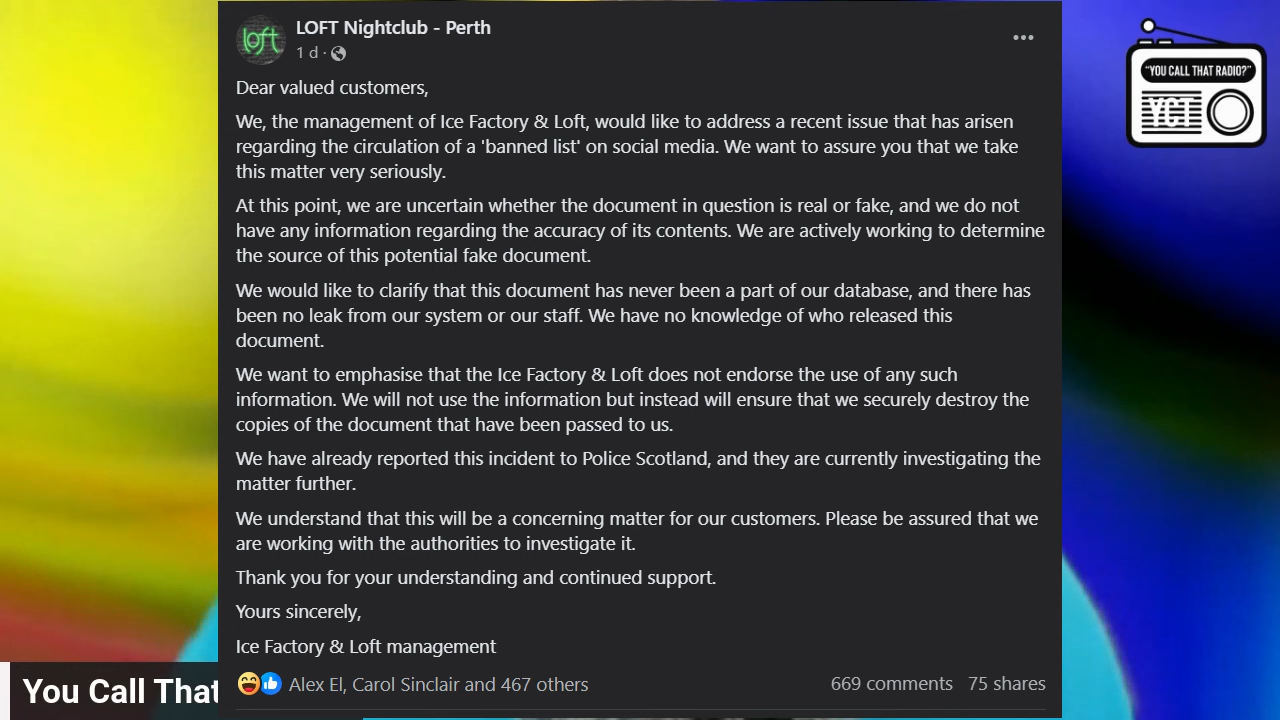 loft
LOFT Nightclub - Perth
1 d ·
Dear valued customers,
We, the management of Ice Factory & Loft, would like to address a recent issue that has arisen
regarding the circulation of a 'banned list' on social media. We want to assure you that we take
this matter very seriously.
At this point, we are uncertain whether the document in question is real or fake, and we do not
have any information regarding the accuracy of its contents. We are actively working to determine
the source of this potential fake document.
We would like to clarify that this document has never been a part of our database, and there has
been no leak from our system or our staff. We have no knowledge of who released this
document.
We want to emphasise that the Ice Factory & Loft does not endorse the use of any such
information. We will not use the information but instead will ensure that we securely destroy the
copies of the document that have been passed to us.
We have already reported this incident to Police Scotland, and they are currently investigating the
matter further.
We understand that this will be a concerning matter for our customers. Please be assured that we
are working with the authorities to investigate it.
Thank you for your understanding and continued support.
Yours sincerely,
Ice Factory & Loft management
Alex El, Carol Sinclair and 467 others
669 comments 75 shares
"YOU CALL THAT RADIO?"
YCT
You Call That